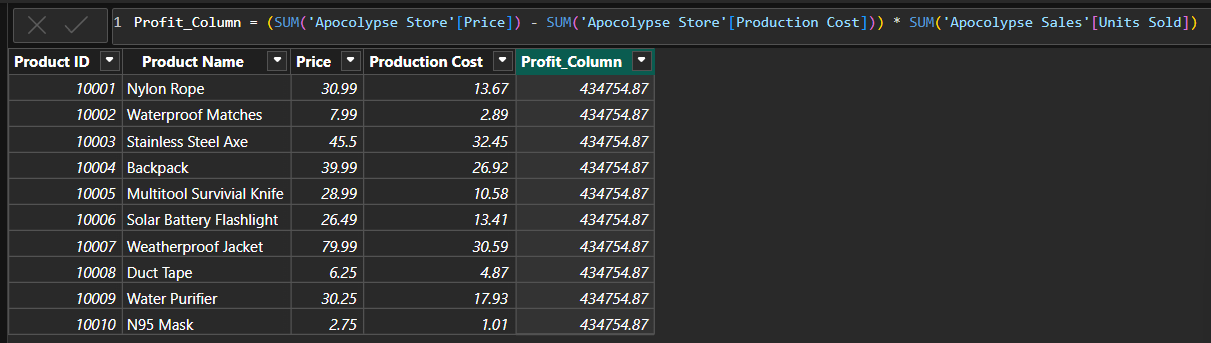 1 Profit_Column = (SUM('Apocolypse Store'[Price]) - SUM('Apocolypse Store'[Production Cost])) * SUM('Apocolypse Sales'[Units Sold])
Product ID Product Name Price Production Cost Profit_Column
10001 Nylon Rope 30.99 13.67 434754.87
10002 Waterproof Matches 7.99 2.89 434754.87
10003 Stainless Steel Axe 45.5 32.45 434754.87
10004 Backpack 39.99 26.92 434754.87
10005 Multitool Survivial Knife 28.99 10.58 434754.87
10006 Solar Battery Flashlight 26.49 13.41 434754.87
10007 Weatherproof Jacket 79.99 30.59 434754.87
10008 Duct Tape 6.25 4.87 434754.87
10009 Water Purifier 30.25 17.93 434754.87
10010 N95 Mask 2.75 1.01 434754.87